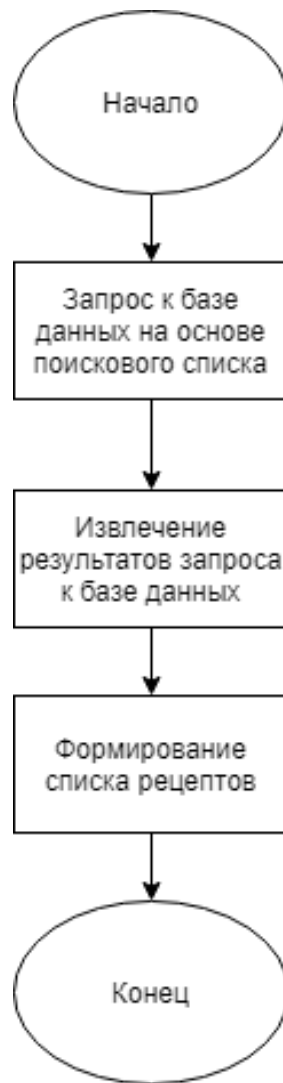 Начало
Запрос к базе
данных на основе
поискового списка
Извлечение
результатов запроса
к базе данных
Формирование
списка рецептов
Конец